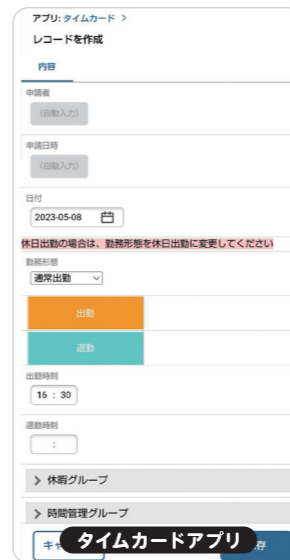 アプリ: タイムカード >
レコードを作成
内容
申請者
(自動入力)
申請日時
(自動入力)
日付
2023-05-08
休日出勤の場合は、勤務形態を休日出勤に変更してください
勤務形態
通常出勤
出勤
退勤
出勤時刻
16 : 30
退勤時刻
:
> 休暇グループ
> 時間管理グループ
キャ
存
タイムカードアプリ